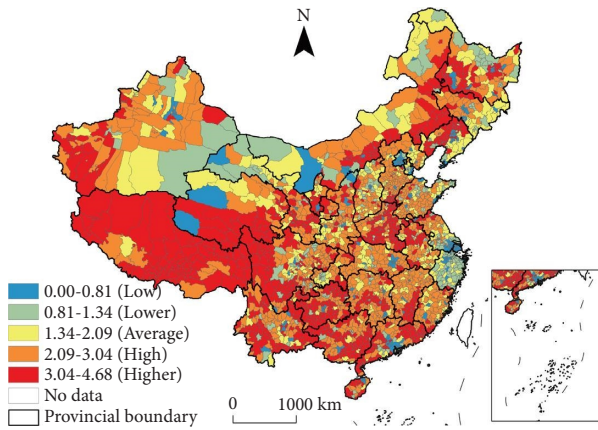 N
0.00-0.81 (Low)
0.81-1.34 (Lower)
1.34-2.09 (Average)
2.09-3.04 (High)
3.04-4.68 (Higher)
No data
Provincial boundary
0 1000 km